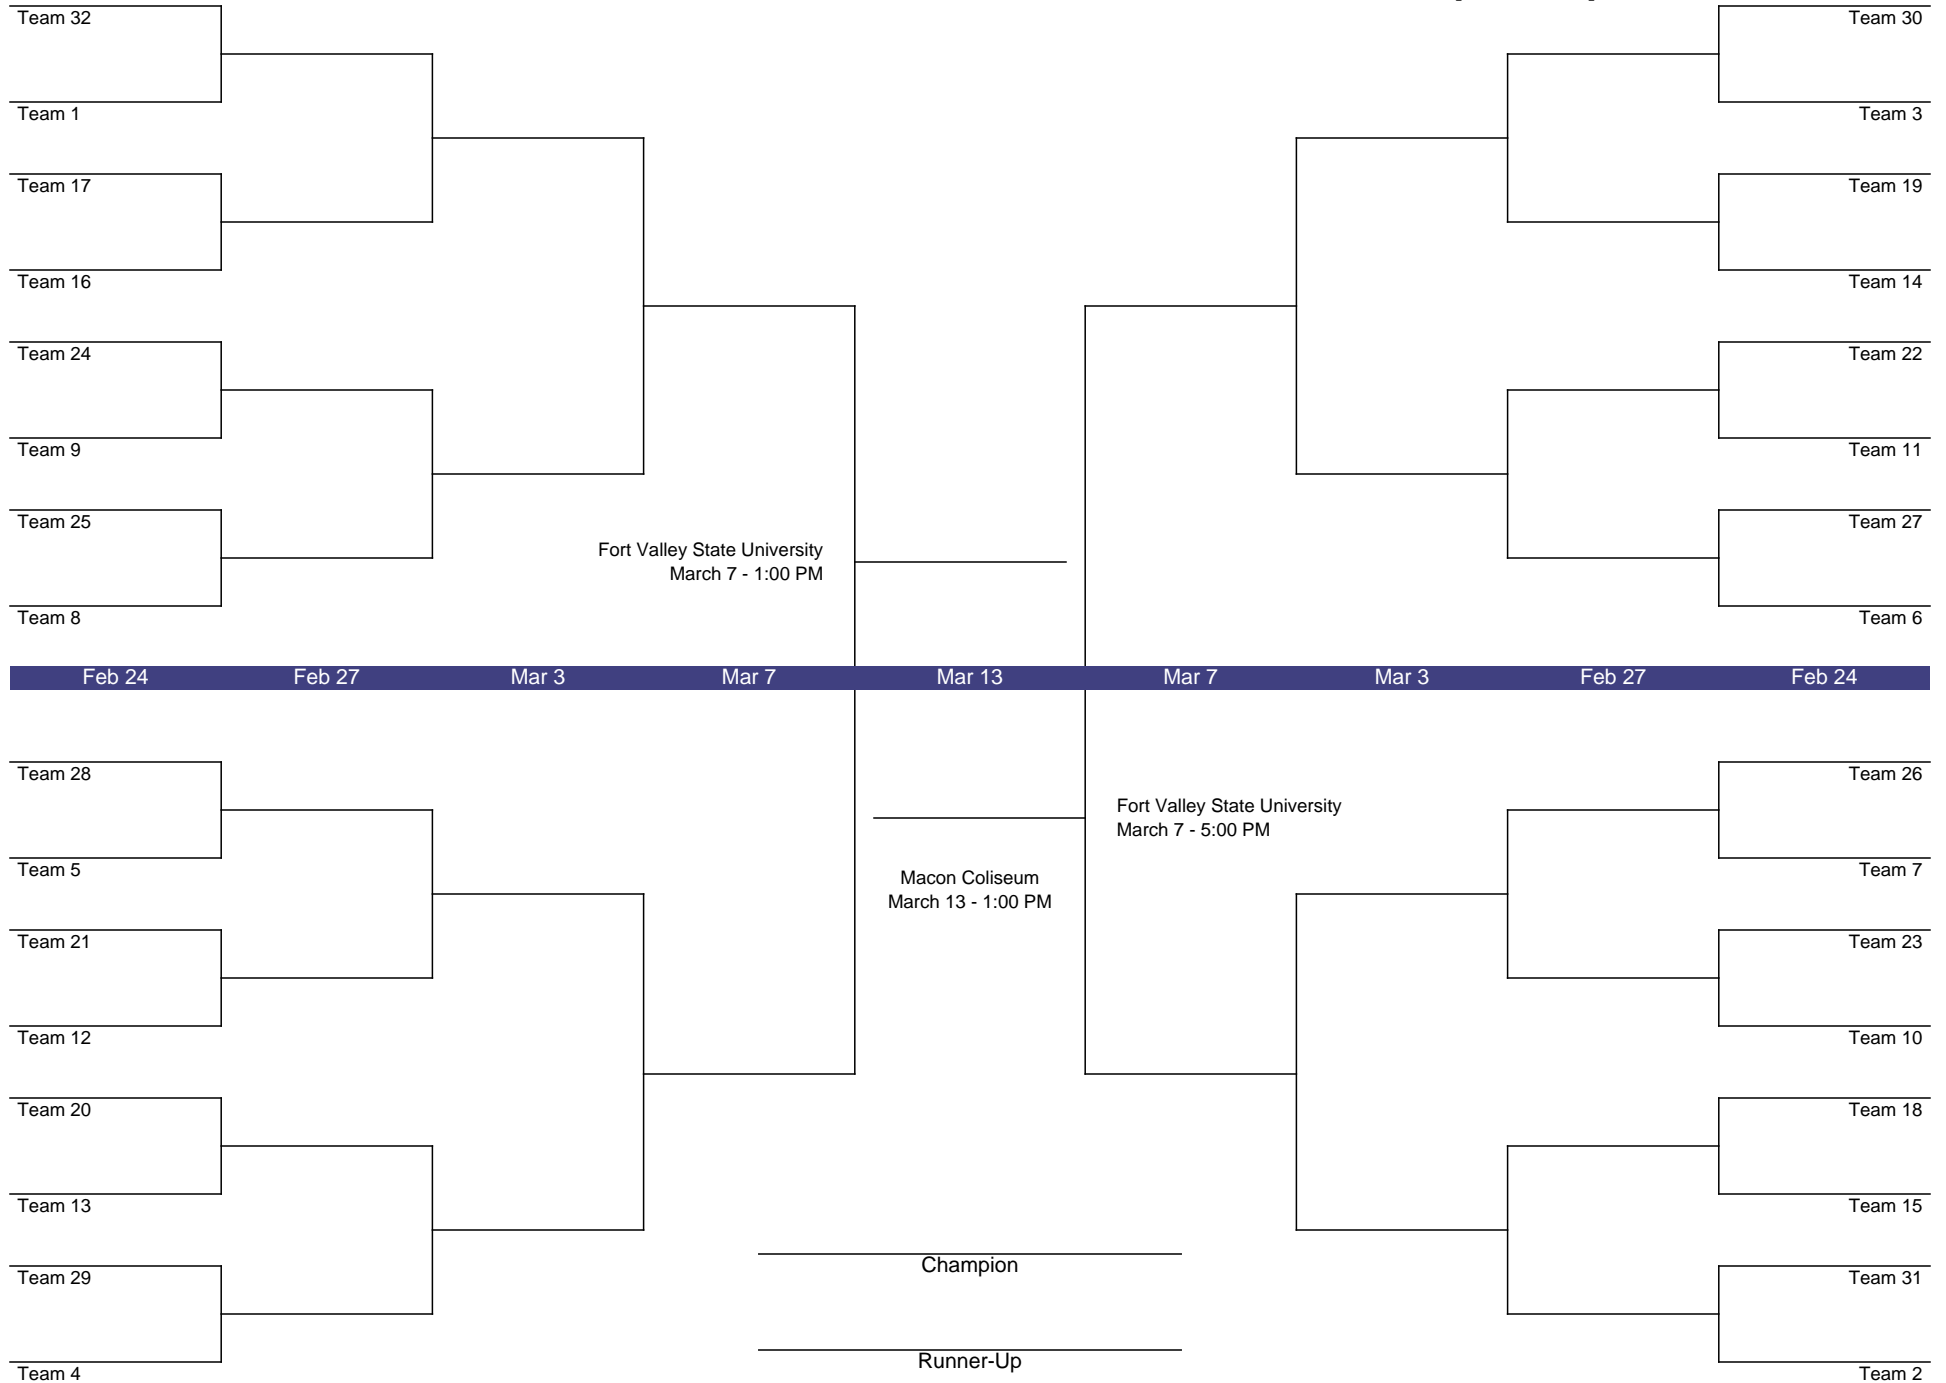 Team 32
Team 30
Team 1
Team 3
Team 17
Team 19
Team 16
Team 14
Team 24
Team 22
Team 9
Team 11
Team 25
Team 27
Fort Valley State University
March 7 - 1:00 PM
Team 8
Team 6
Feb 24 Feb 27 Mar 3 Mar 7 Mar 13 Mar 7 Mar 3 Feb 27 Feb 24
Team 28
Team 26
Fort Valley State University
March 7 - 5:00 PM
Team 5
Team 7
Macon Coliseum
March 13 - 1:00 PM
Team 21
Team 23
Team 12
Team 10
Team 20
Team 18
Team 13
Team 15
Champion
Team 29
Team 31
Runner-Up
Team 4
Team 2